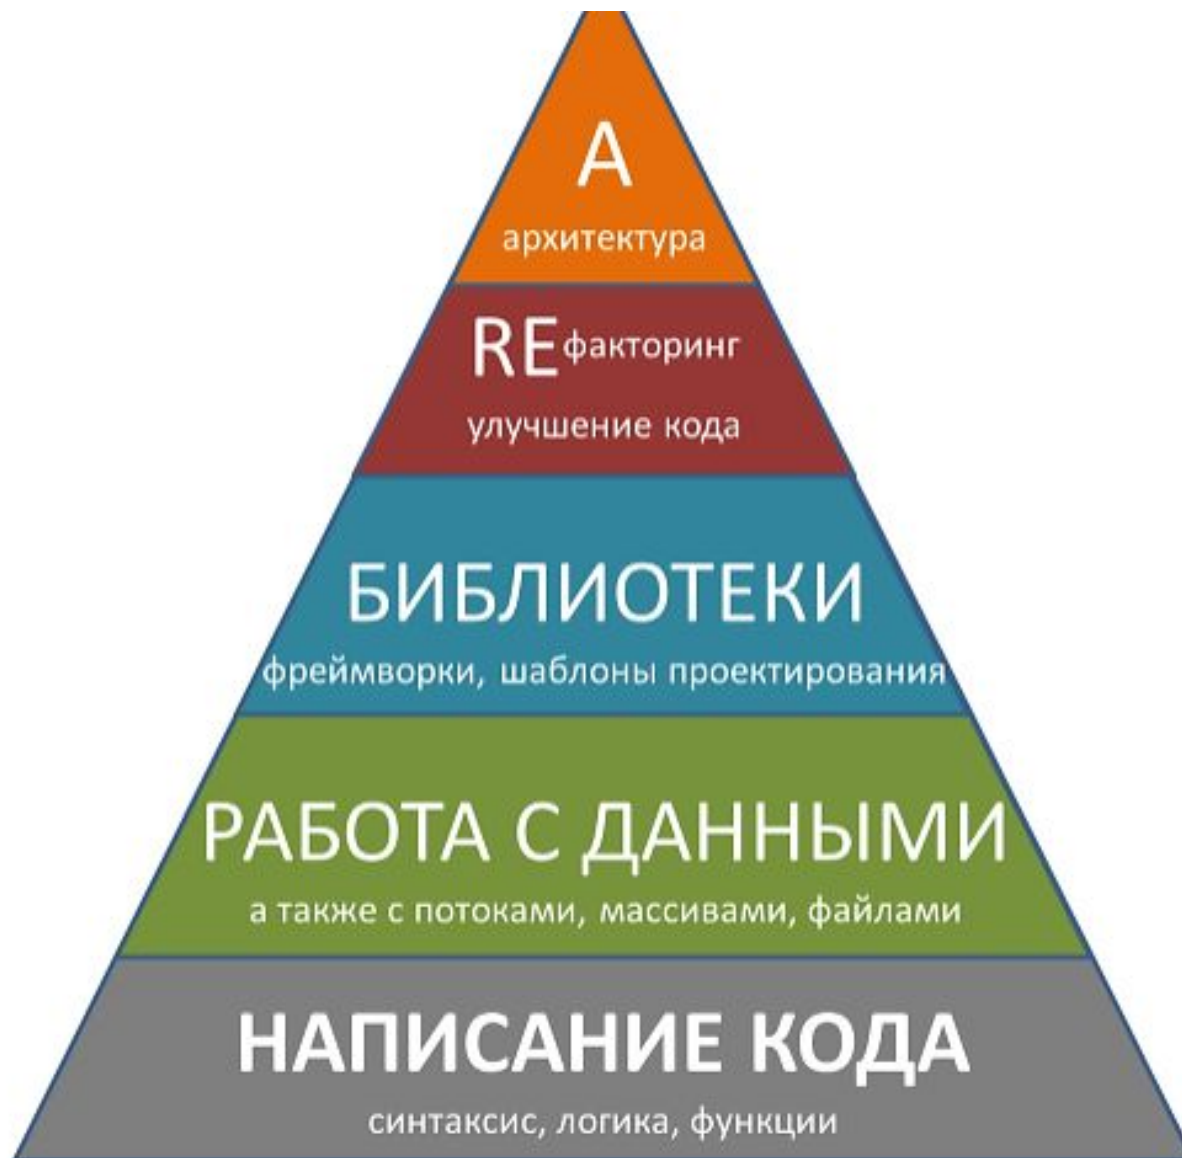 А
архитектура
REфакторинг
улучшение кода
БИБЛИОТЕКИ
фреймворки, шаблоны проектирования
РАБОТА С ДАННЫМИ
а также с потоками, массивами, файлами
НАПИСАНИЕ КОДА
синтаксис, логика, функции